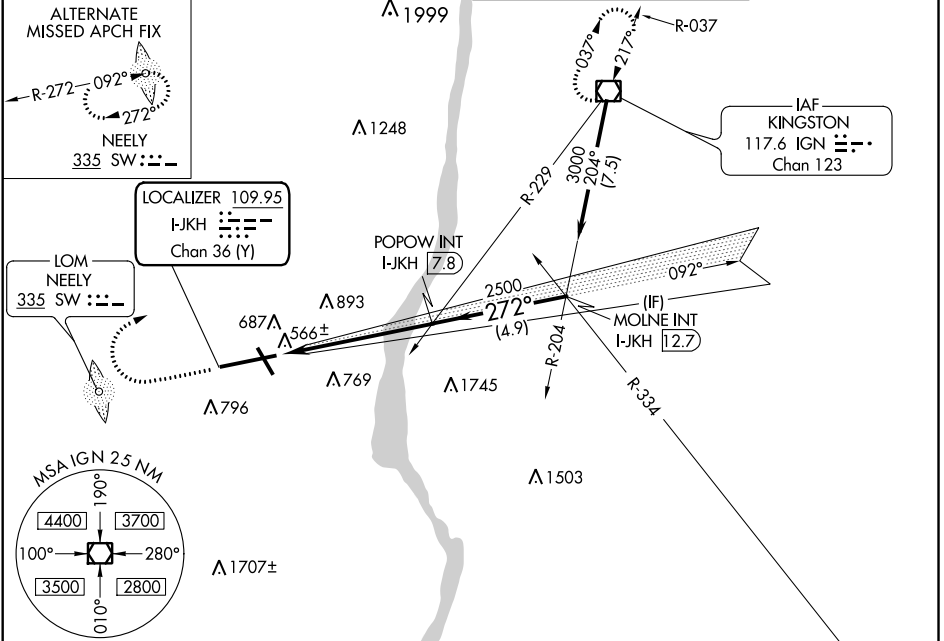 ALTERNATE
MISSED APCH FIX
R-272
092°
272°
NEELY
335 SW
1999
R-037
037°
217°
1248
IAF
KINGSTON
117.6 IGN
Chan 123
3000
204°
(7.5)
R-229
LOCALIZER 109.95
I-JKH
Chan 36 (Y)
POPOW INT
I-JKH 7.8
LOM
NEELY
335 SW
092°
2500
272°
(4.9)
(IF)
MOLNE INT
I-JKH 12.7
893
687
566±
R-204
769
1745
R-334
796
1503
MSA IGN 25 NM
190°
4400
3700
100°
280°
3500
2800
010°
1707±